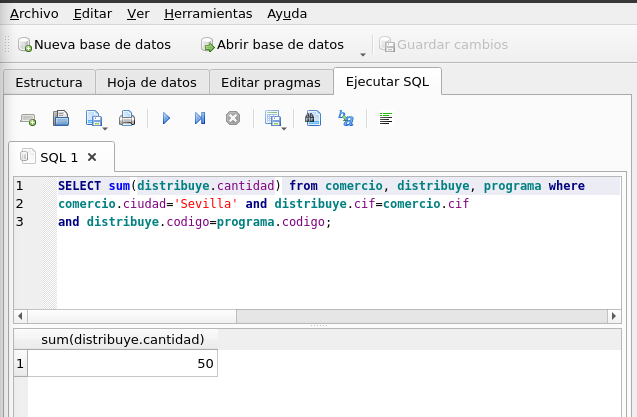 Archivo Editar Ver Herramientas Ayuda
Nueva base de datos Abrir base de datos Guardar cambios
Estructura Hoja de datos Editar pragmas Ejecutar SQL
SQL 1
1 SELECT sum(distribuye.cantidad) from comercio, distribuye, programa where
2 comercio.ciudad='Sevilla' and distribuye.cif=comercio.cif
3 and distribuye.codigo=programa.codigo;
sum(distribuye.cantidad)
1 50